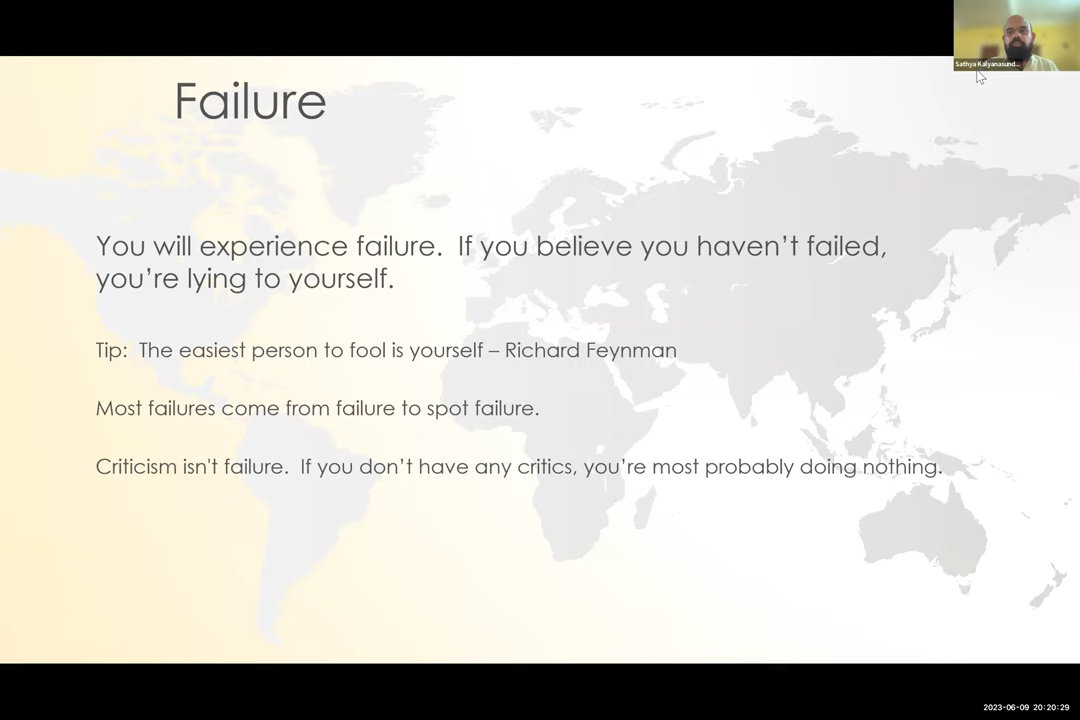 Sathya Kalyanasund...
Failure
You will experience failure.  If you believe you haven’t failed,
you’re lying to yourself.
Tip:  The easiest person to fool is yourself – Richard Feynman
Most failures come from failure to spot failure.
Criticism isn't failure.  If you don’t have any critics, you’re most probably doing nothing.
2023-06-09 20:20:29